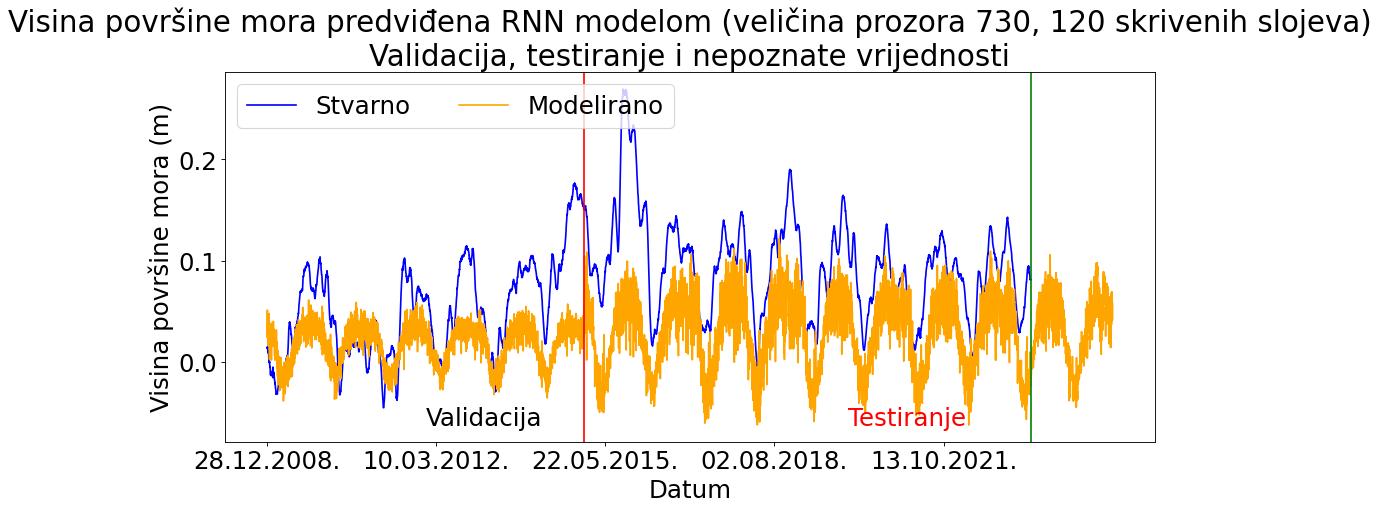 Visina površine mora predviđena RNN modelom (veličina prozora 730, 120 skrivenih slojeva)
Validacija, testiranje i nepoznate vrijednosti
Stvarno
Modelirano
Visina površine mora (m)
0.2
0.1
0.0
Validacija
Testiranje
28.12.2008.
10.03.2012.
22.05.2015.
02.08.2018.
13.10.2021.
Datum